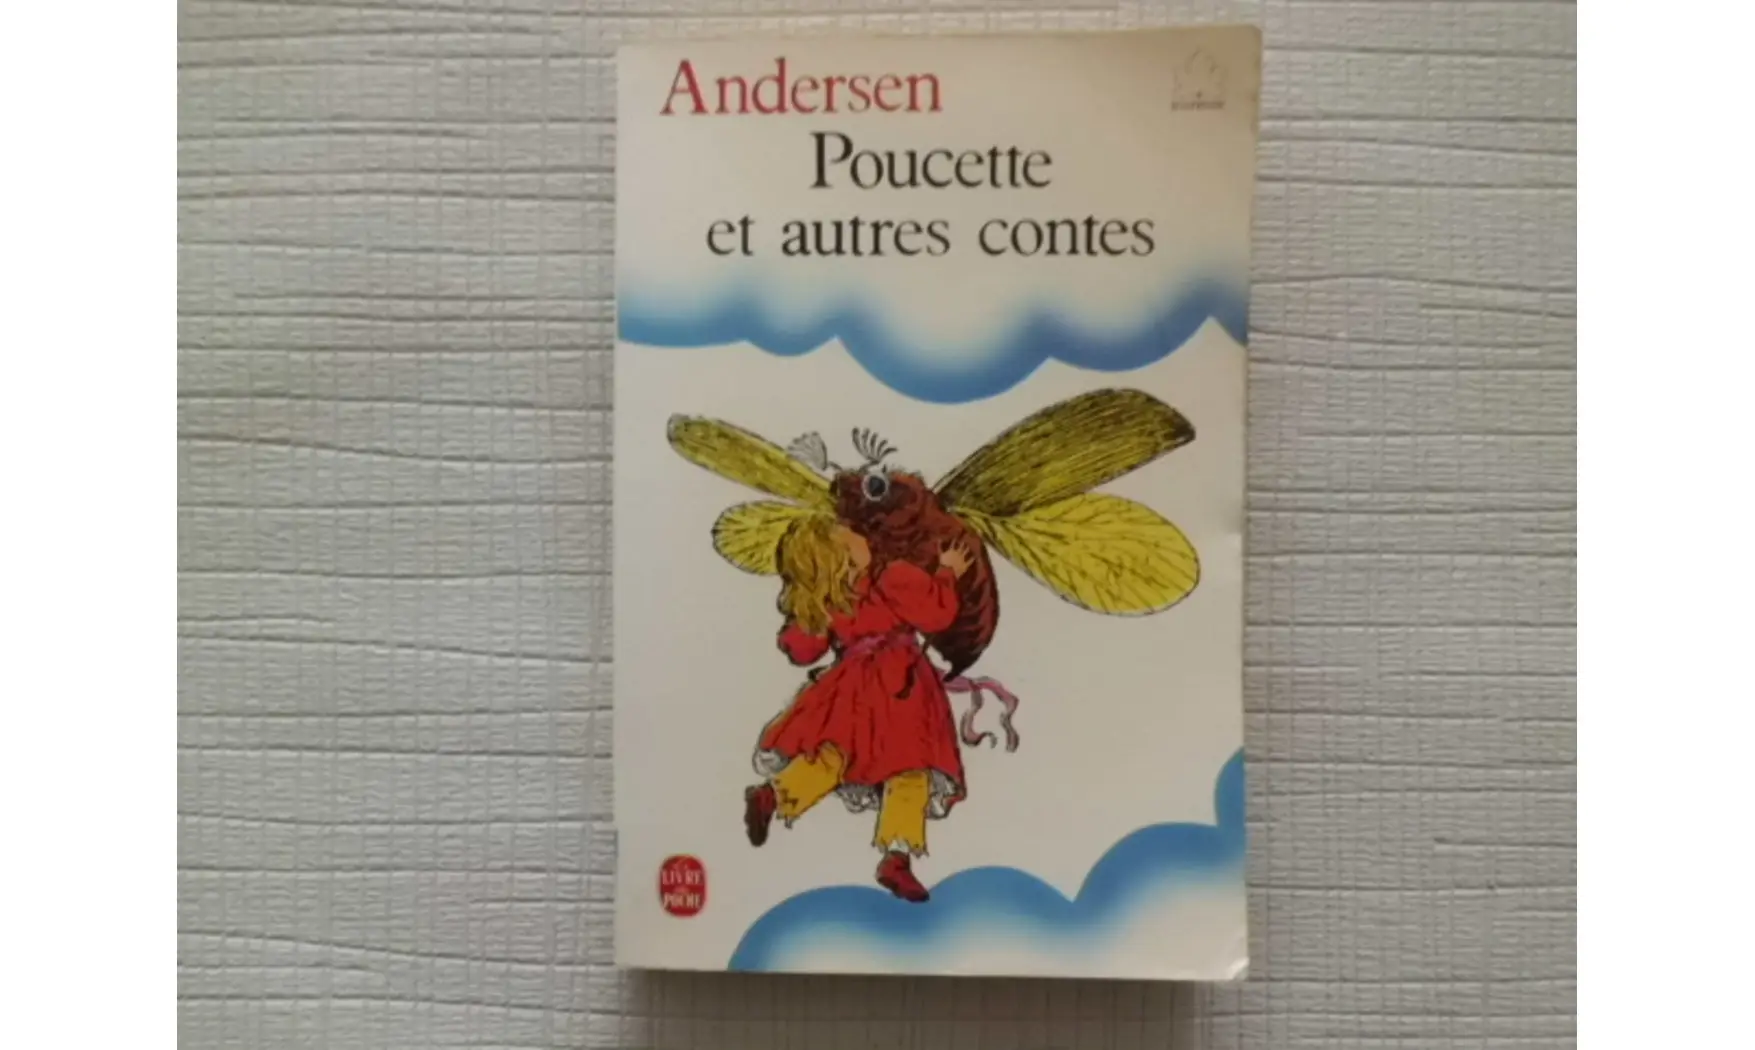 Andersen
Poucette
et autres contes
LE
LIVRE
DE
POCHE